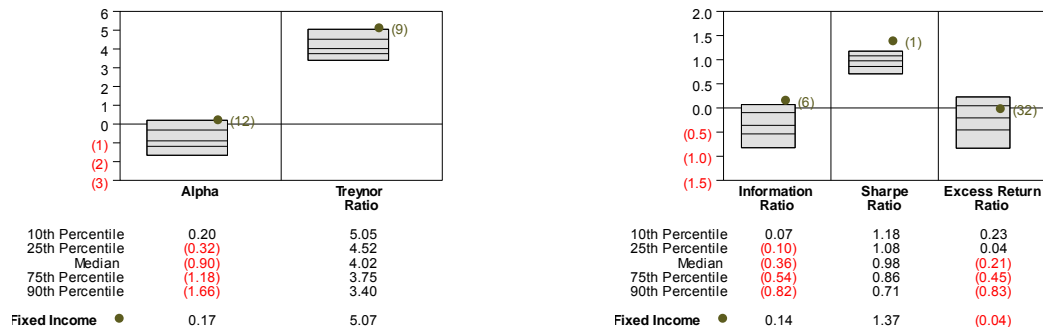 6
5
4
3
2
1
0
(1)
(2)
(3)
(12)
(9)
Alpha
Treynor
Ratio
10th Percentile 0.20 5.05
25th Percentile (0.32) 4.52
Median (0.90) 4.02
75th Percentile (1.18) 3.75
90th Percentile (1.66) 3.40
Fixed Income 0.17 5.07
2.0
1.5
1.0
0.5
0.0
(0.5)
(1.0)
(1.5)
(6)
(1)
(32)
Information
Ratio
Sharpe
Ratio
Excess Return
Ratio
10th Percentile 0.07 1.18 0.23
25th Percentile (0.10) 1.08 0.04
Median (0.36) 0.98 (0.21)
75th Percentile (0.54) 0.86 (0.45)
90th Percentile (0.82) 0.71 (0.83)
Fixed Income 0.14 1.37 (0.04)